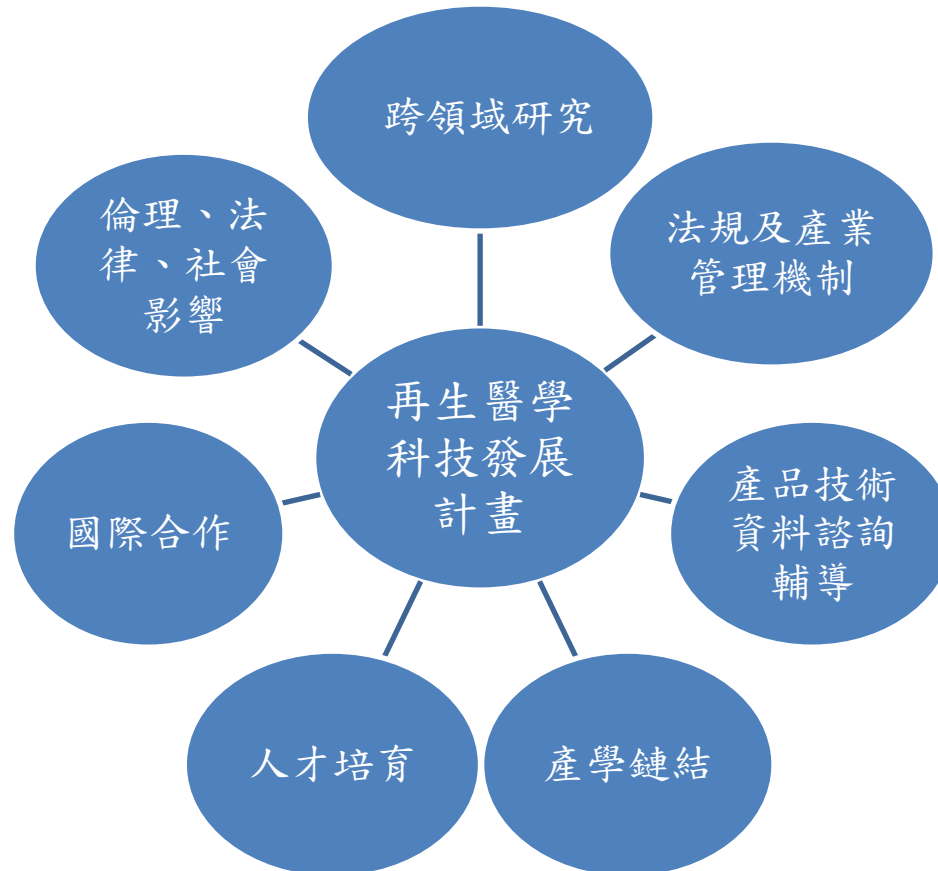 跨領域研究
倫理、法
律、社會
影響
法規及產業
管理機制
再生醫學
科技發展
計畫
國際合作
產品技術
資料諮詢
輔導
人才培育
產學鏈結